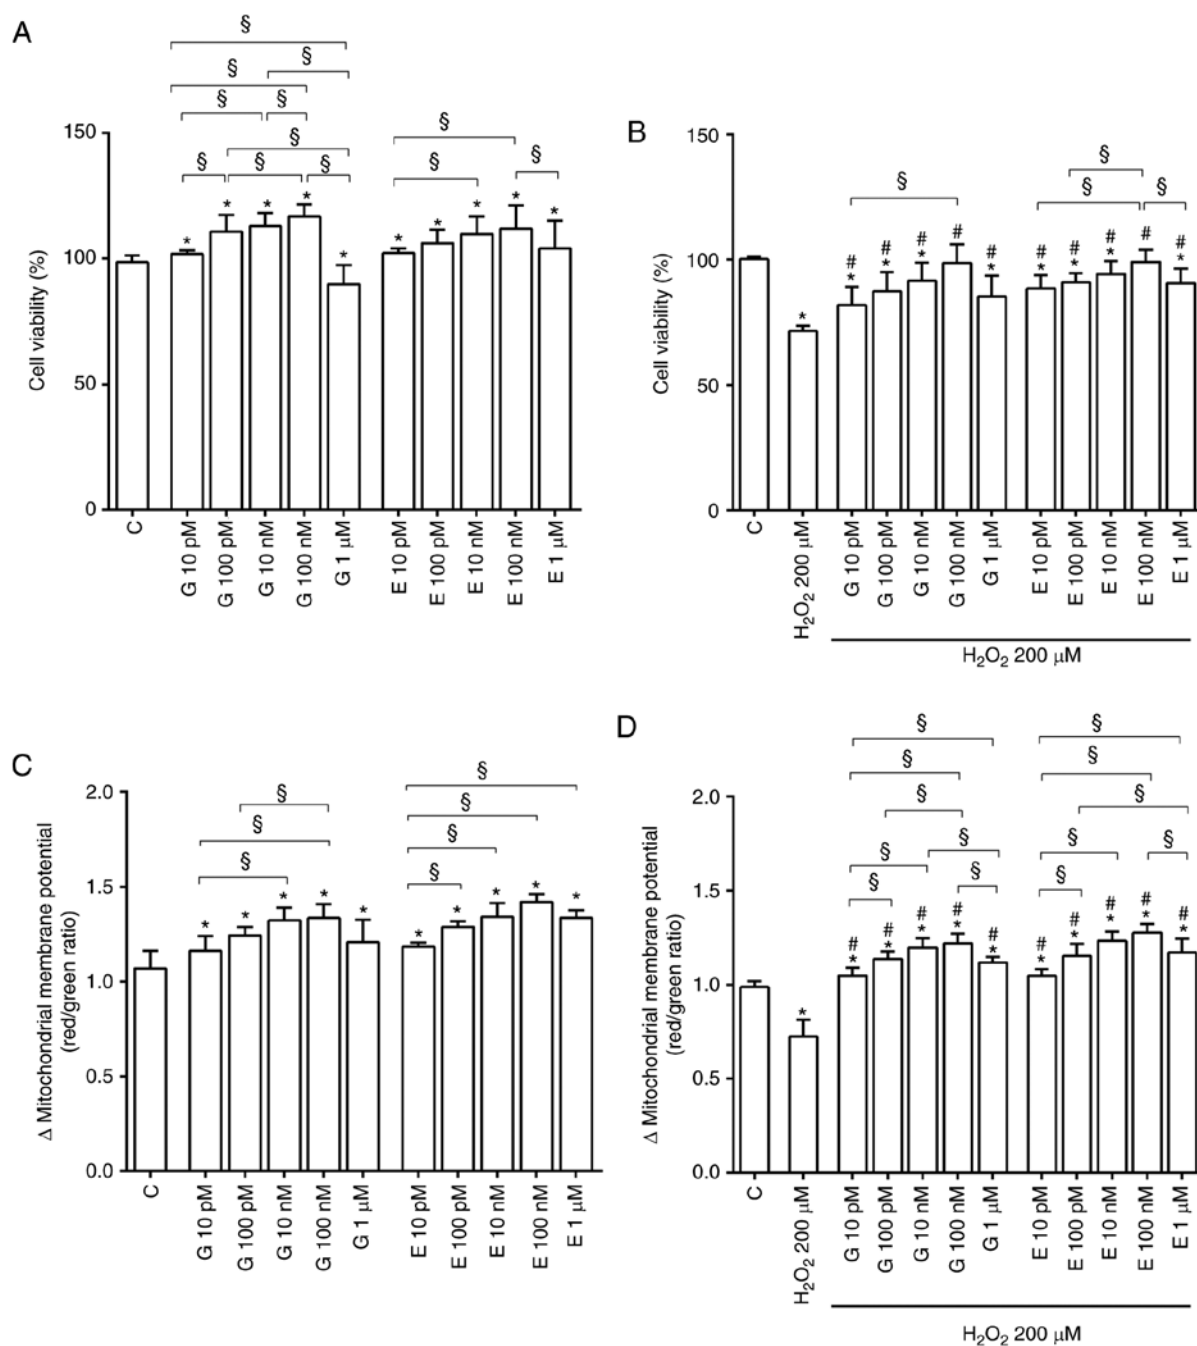 A
§
§
§
§
§
§
§
§
§
§
§
§
§
150
100
50
0
Cell viability (%)
*
*
*
*
*
*
*
*
*
*
C
G 10 pM
G 100 pM
G 10 nM
G 100 nM
G 1 μM
E 10 pM
E 100 pM
E 10 nM
E 100 nM
E 1 μM
B
§
§
§
§
150
100
50
0
Cell viability (%)
*
#
*
#
*
#
*
#
#
*
#
*
#
*
#
*
#
#
*
C
H₂O₂ 200 μM
G 10 pM
G 100 pM
G 10 nM
G 100 nM
G 1 μM
E 10 pM
E 100 pM
E 10 nM
E 100 nM
E 1 μM
H₂O₂ 200 μM
C
§
§
§
§
§
§
§
2.0
1.5
1.0
0.5
0.0
Δ Mitochondrial membrane potential
(red/green ratio)
*
*
*
*
*
*
*
*
*
*
C
G 10 pM
G 100 pM
G 10 nM
G 100 nM
G 1 μM
E 10 pM
E 100 pM
E 10 nM
E 100 nM
E 1 μM
D
§
§
§
§
§
§
§
§
§
§
§
§
§
2.0
1.5
1.0
0.5
0.0
Δ Mitochondrial membrane potential
(red/green ratio)
*
#
*
#
*
#
*
#
*
#
*
#
*
#
*
#
*
#
*
#
*
C
H₂O₂ 200 μM
G 10 pM
G 100 pM
G 10 nM
G 100 nM
G 1 μM
E 10 pM
E 100 pM
E 10 nM
E 100 nM
E 1 μM
H₂O₂ 200 μM